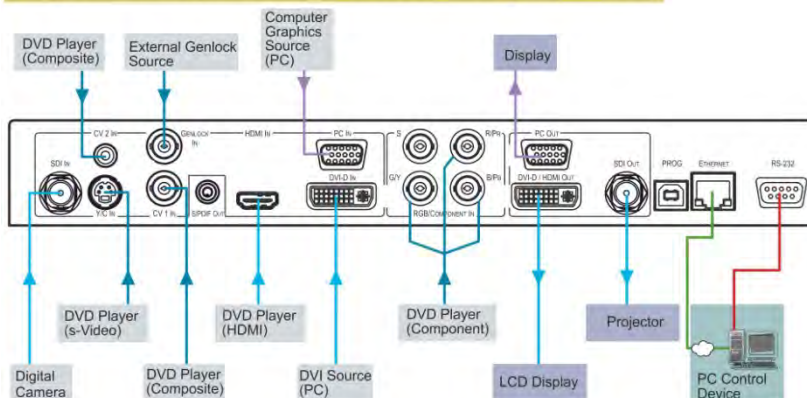 Computer
Graphics
Source
(PC)
DVD Player
(Composite)
External Genlock
Source
Display
CV 2 IN
GENLOCK
IN
HDMI IN
PC IN
S
R/PR
PC OUT
SDI IN
G/Y
B/PB
DVI-D IN
DVI-D / HDMI OUT
SDI OUT
PROG
ETHERNET
RS-232
Y/C IN
CV 1 IN
S/PDIF OUT
RGB/COMPONENT IN
DVD Player
(s-Video)
DVD Player
(HDMI)
DVD Player
(Component)
Projector
Digital
Camera
DVD Player
(Composite)
DVI Source
(PC)
LCD Display
PC Control
Device